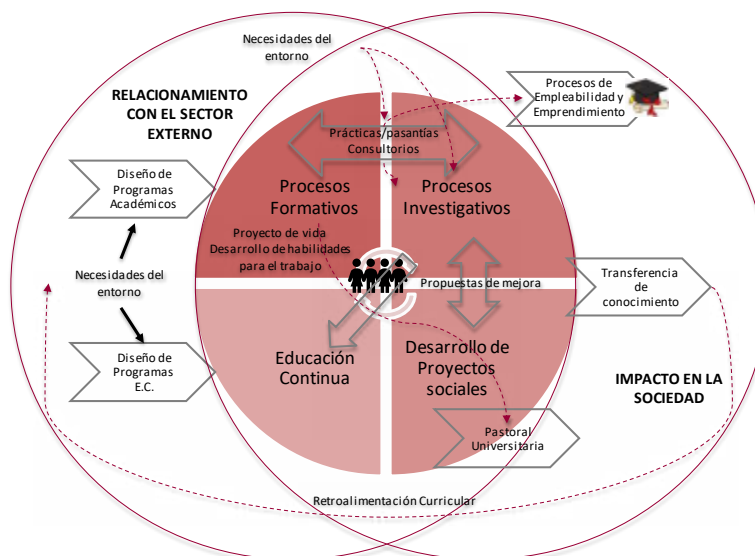 Necesidades del
entorno
RELACIONAMIENTO
CON EL SECTOR
EXTERNO
Procesos de
Empleabilidad y
Emprendimiento
Prácticas/pasantías
Consultorios
Diseño de
Programas
Académicos
Procesos
Formativos
Procesos
Investigativos
Proyecto de vida
Desarrollo de habilidades
para el trabajo
Necesidades del
entorno
Propuestas de mejora
Transferencia
de
conocimiento
Diseño de
Programas
E.C.
Educación
Continua
Desarrollo de
Proyectos
sociales
IMPACTO EN LA
SOCIEDAD
Pastoral
Universitaria
Retroalimentación Curricular